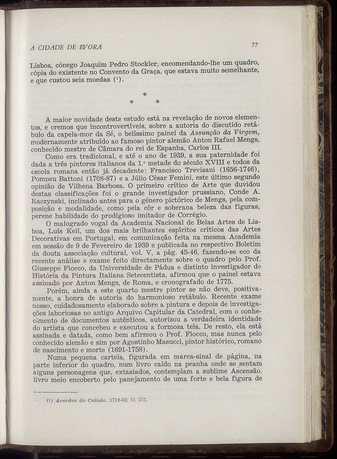 A CIDADE DE ÉVORA
77
Lisboa, cónego Joaquim Pedro Stockler, encomendando-lhe um quadro,
cópia do existente no Convento da Graça, que estava muito semelhante,
e que custou seis moedas (¹).
*
* *
A maior novidade deste estudo está na revelação de novos elemen-
tos, e cremos que incontrovertíveis, sobre a autoria do discutido retá-
bulo da capela-mor da Sé, o belíssimo painel da Assunção da Virgem,
modernamente atribuído ao famoso pintor alemão Anton Rafael Mengs,
conhecido mestre de Câmara do rei de Espanha, Carlos III.
Como era tradicional, e até o ano de 1939, a sua paternidade foi
dada a três pintores italianos da 1.ª metade do século XVIII e todos da
escola romana então já decadente: Francisco Trevisani (1656-1746),
Pompeu Battoni (1708-87) e a Júlio César Femini, este último segundo
opinião de Vilhena Barbosa. O primeiro crítico de Arte que duvidou
destas classificações foi o grande investigador prussiano, Conde A.
Raczynski, inclinado antes para o género pictórico de Mengs, pela com-
posição e modalidade, como pela côr e soberana beleza das figuras,
perene habilidade do prodigioso imitador de Corrégio.
O malogrado vogal da Academia Nacional de Belas Artes de Lis-
boa, Luís Keil, um dos mais brilhantes espíritos críticos das Artes
Decorativas em Portugal, em comunicação feita na mesma Academia
em sessão de 9 de Fevereiro de 1939 e publicada no respectivo Boletim
da douta associação cultural, vol. V, a pág. 45-46, fazendo-se eco da
recente análise e exame feito directamente sobre o quadro pelo Prof.
Giuseppe Fiocco, da Universidade de Pádua e distinto investigador de
História da Pintura Italiana Setecentista, afirmou que o painel estava
assinado por Anton Mengs, de Roma, e cronografado de 1775.
Porém, ainda a este quarto mestre pintor se não deve, positiva-
mente, a honra de autoria do harmonioso retábulo. Recente exame
nosso, cuidadosamente elaborado sobre a pintura e depois de investiga-
ções laboriosas no antigo Arquivo Capitular da Catedral, com o conhe-
cimento de documentos autênticos, autorizou a verdadeira identidade
do artista que concebeu e executou a formosa tela. De resto, ela está
assinada e datada, como bem afirmou o Prof. Fiocco, mas nunca pelo
conhecido alemão e sim por Agostinho Masucci, pintor histórico, romano
de nascimento e morte (1691-1758).
Numa pequena cartela, figurada em marca-sinal de página, na
parte inferior do quadro, num livro caído na peanha onde se sentam
alguns personagens que, extasiados, contemplam a sublime Ascensão,
livro meio encoberto pelo panejamento de uma forte e bela figura de
(¹) Acordos do Cabido,